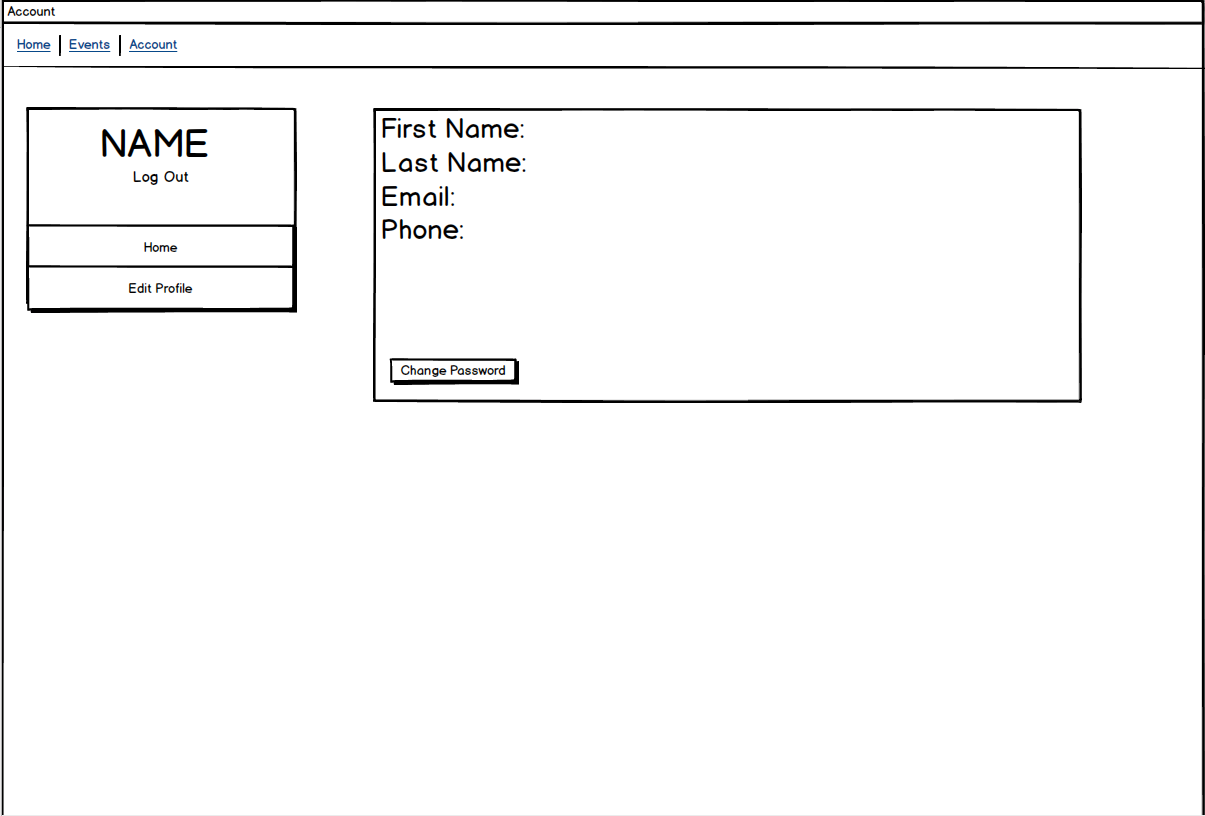 Account
Home Events Account
NAME
Log Out
Home
Edit Profile
First Name:
Last Name:
Email:
Phone:
Change Password